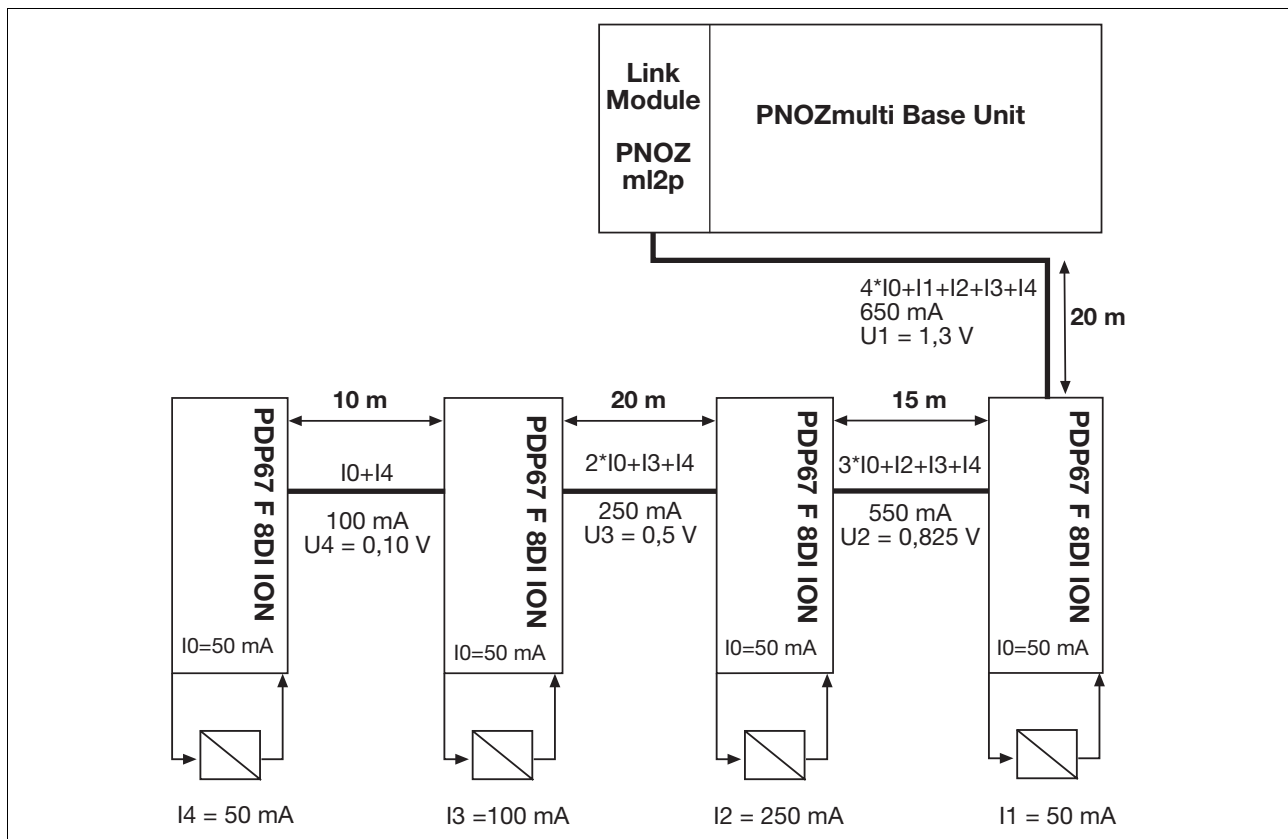 Link
Module
PNOZ
ml2p
PNOZmulti Base Unit
4*I0+I1+I2+I3+I4
650 mA
U1 = 1,3 V
20 m
10 m
20 m
15 m
PDP67 F 8DI ION
I0+I4
100 mA
U4 = 0,10 V
PDP67 F 8DI ION
2*I0+I3+I4
250 mA
U3 = 0,5 V
PDP67 F 8DI ION
3*I0+I2+I3+I4
550 mA
U2 = 0,825 V
PDP67 F 8DI ION
I0=50 mA
I0=50 mA
I0=50 mA
I0=50 mA
I4 = 50 mA
I3 =100 mA
I2 = 250 mA
I1 = 50 mA